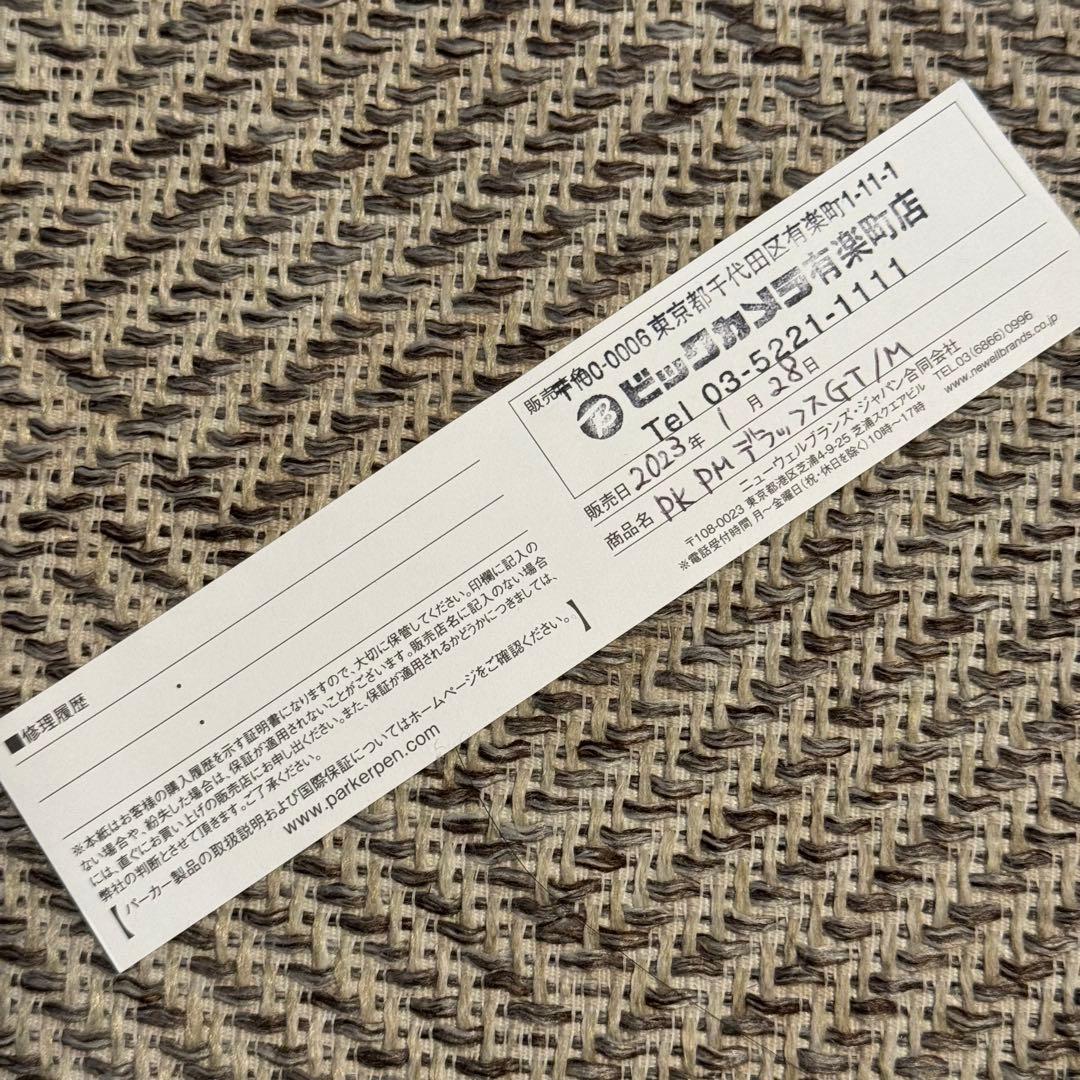 ■修理履歴
※本紙はお客様の購入履歴を示す証明書になりますので、大切に保管してください。印欄に記入の
ない場合や、紛失した場合は、保証が適用されないことがございます。販売店名に記入のない場合
には、直ぐにお買い上げの販売店にお申し出ください。また、保証が適用されるかどうかにつきましては、
弊社の判断とさせて頂きます。ご了承ください。
【パーカー製品の取扱説明および国際保証についてはホームページをご確認ください。】
www.parkerpen.com
販売店印
〒100-0006 東京都千代田区有楽町1-11-1
ビックカメラ有楽町店
Tel 03-5221-1111
販売日 2023年 1月 28日
商品名 PK PM デラックスGT/M
ニューウェルブランズ・ジャパン合同会社
〒108-0023 東京都港区芝浦4-9-25 芝浦スクエアビル TEL.03(6866)0996
※電話受付時間 月〜金曜日(祝・休日を除く)10時〜17時 www.newellbrands.co.jp